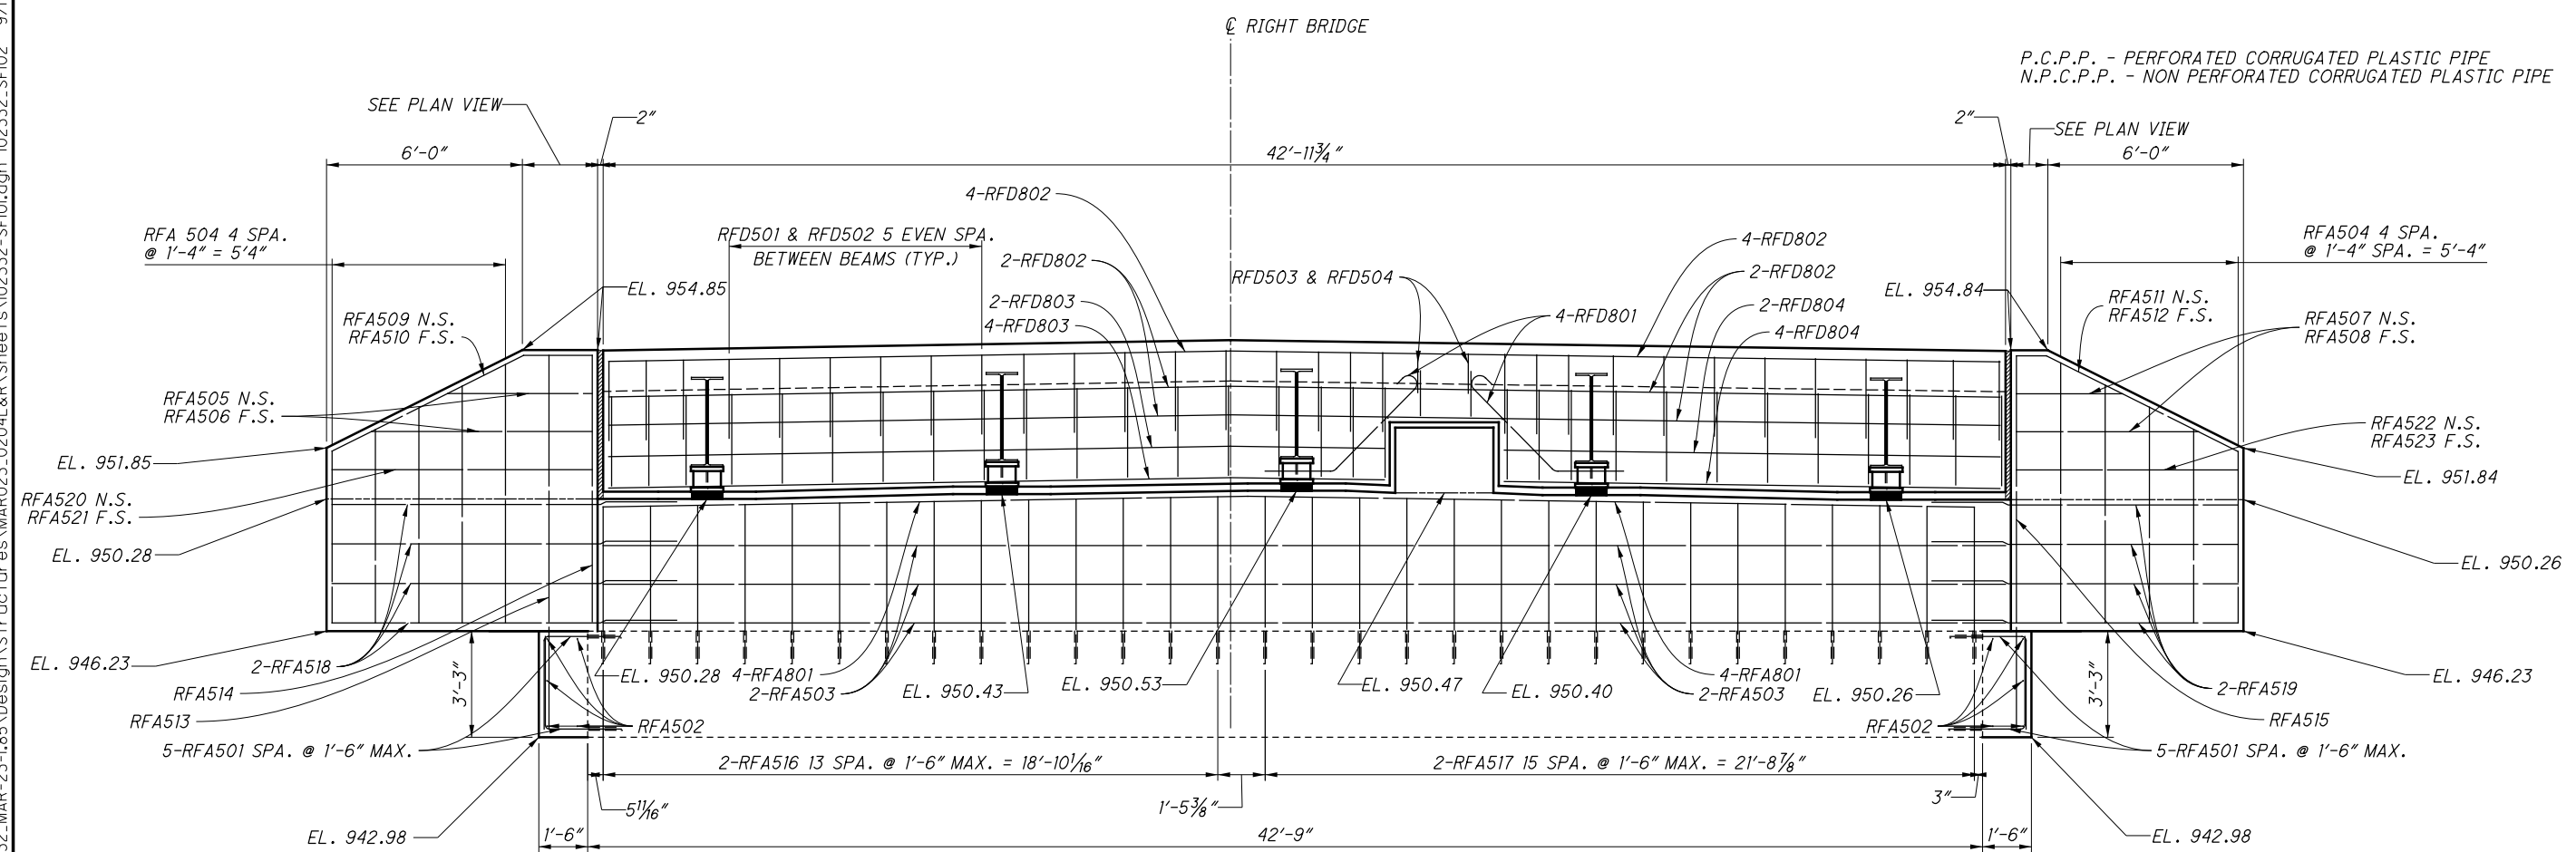 ℄ RIGHT BRIDGE
P.C.P.P. - PERFORATED CORRUGATED PLASTIC PIPE
N.P.C.P.P. - NON PERFORATED CORRUGATED PLASTIC PIPE
SEE PLAN VIEW
2"
2"
SEE PLAN VIEW
6'-0"
42'-11¾"
6'-0"
4-RFD802
RFA 504 4 SPA.
@ 1'-4" = 5'4"
RFD501 & RFD502 5 EVEN SPA.
BETWEEN BEAMS (TYP.)
2-RFD802
RFD503 & RFD504
4-RFD802
2-RFD802
RFA504 4 SPA.
@ 1'-4" SPA. = 5'-4"
EL. 954.85
2-RFD803
4-RFD803
4-RFD801
2-RFD804
4-RFD804
EL. 954.84
RFA509 N.S.
RFA510 F.S.
RFA511 N.S.
RFA512 F.S.
RFA507 N.S.
RFA508 F.S.
RFA505 N.S.
RFA506 F.S.
RFA522 N.S.
RFA523 F.S.
EL. 951.85
EL. 951.84
RFA520 N.S.
RFA521 F.S.
EL. 950.28
EL. 950.26
EL. 946.23
2-RFA518
RFA514
RFA513
3'-3"
EL. 950.28
4-RFA801
2-RFA503
EL. 950.43
EL. 950.53
EL. 950.47
EL. 950.40
4-RFA801
2-RFA503
EL. 950.26
3'-3"
2-RFA519
EL. 946.23
RFA515
RFA502
RFA502
5-RFA501 SPA. @ 1'-6" MAX.
5-RFA501 SPA. @ 1'-6" MAX.
2-RFA516 13 SPA. @ 1'-6" MAX. = 18'-10 1/16"
2-RFA517 15 SPA. @ 1'-6" MAX. = 21'-8⅞"
5 11/16"
1'-5⅜"
3"
EL. 942.98
1'-6"
42'-9"
1'-6"
EL. 942.98